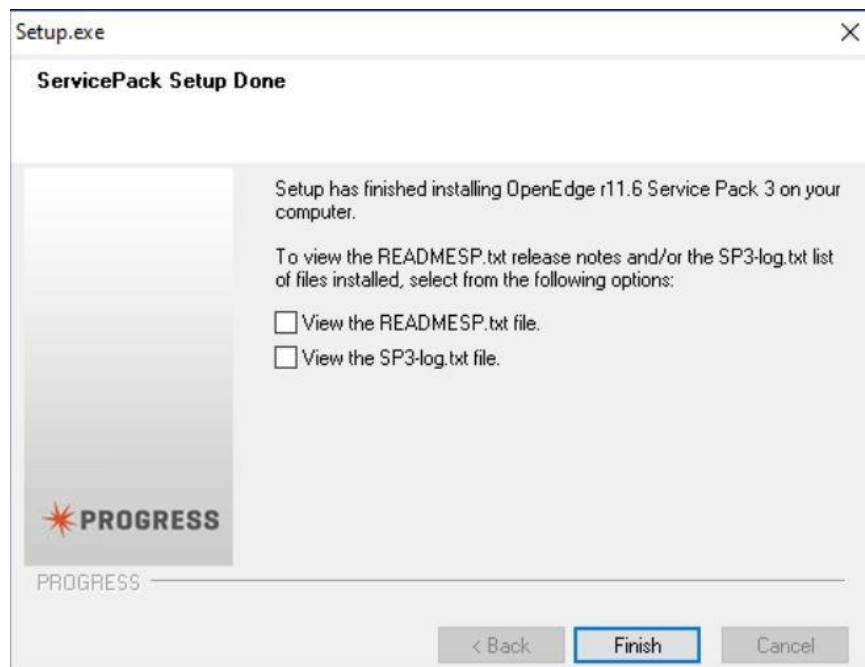 Setup.exe
ServicePack Setup Done
Setup has finished installing OpenEdge r11.6 Service Pack 3 on your
computer.
To view the READMESP.txt release notes and/or the SP3-log.txt list
of files installed, select from the following options:
View the READMESP.txt file.
View the SP3-log.txt file.
PROGRESS
PROGRESS
< Back
Finish
Cancel